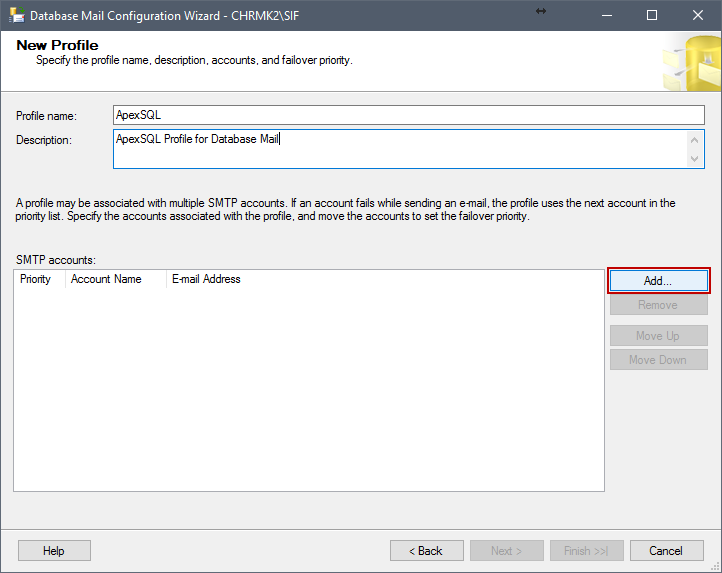 Database Mail Configuration Wizard - CHRMK2\SIF
New Profile
Specify the profile name, description, accounts, and failover priority.
Profile name:
ApexSQL
Description:
ApexSQL Profile for Database Mail
A profile may be associated with multiple SMTP accounts. If an account fails while sending an e-mail, the profile uses the next account in the
priority list. Specify the accounts associated with the profile, and move the accounts to set the failover priority.
SMTP accounts:
Priority Account Name E-mail Address
Add...
Remove
Move Up
Move Down
Help
< Back
Next >
Finish >>|
Cancel